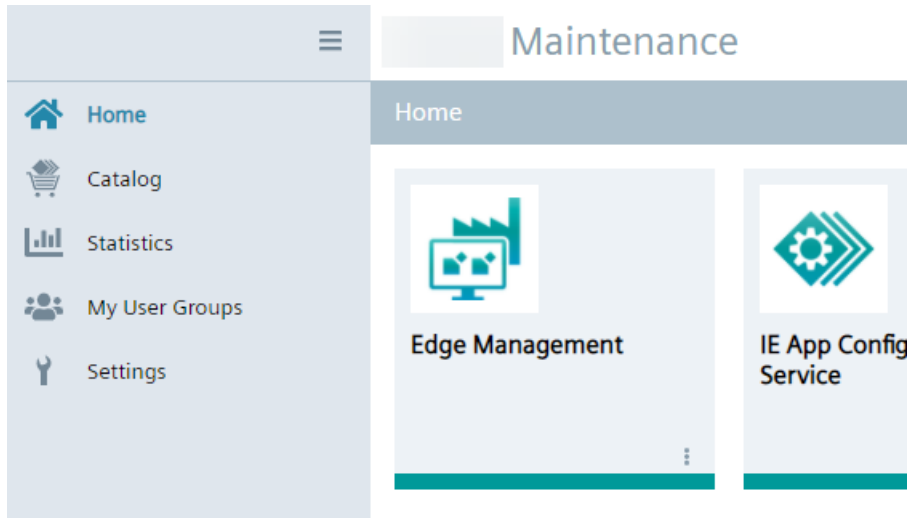 Maintenance
Home
Catalog
Statistics
My User Groups
Settings
Home
Edge Management
IE App Config
Service